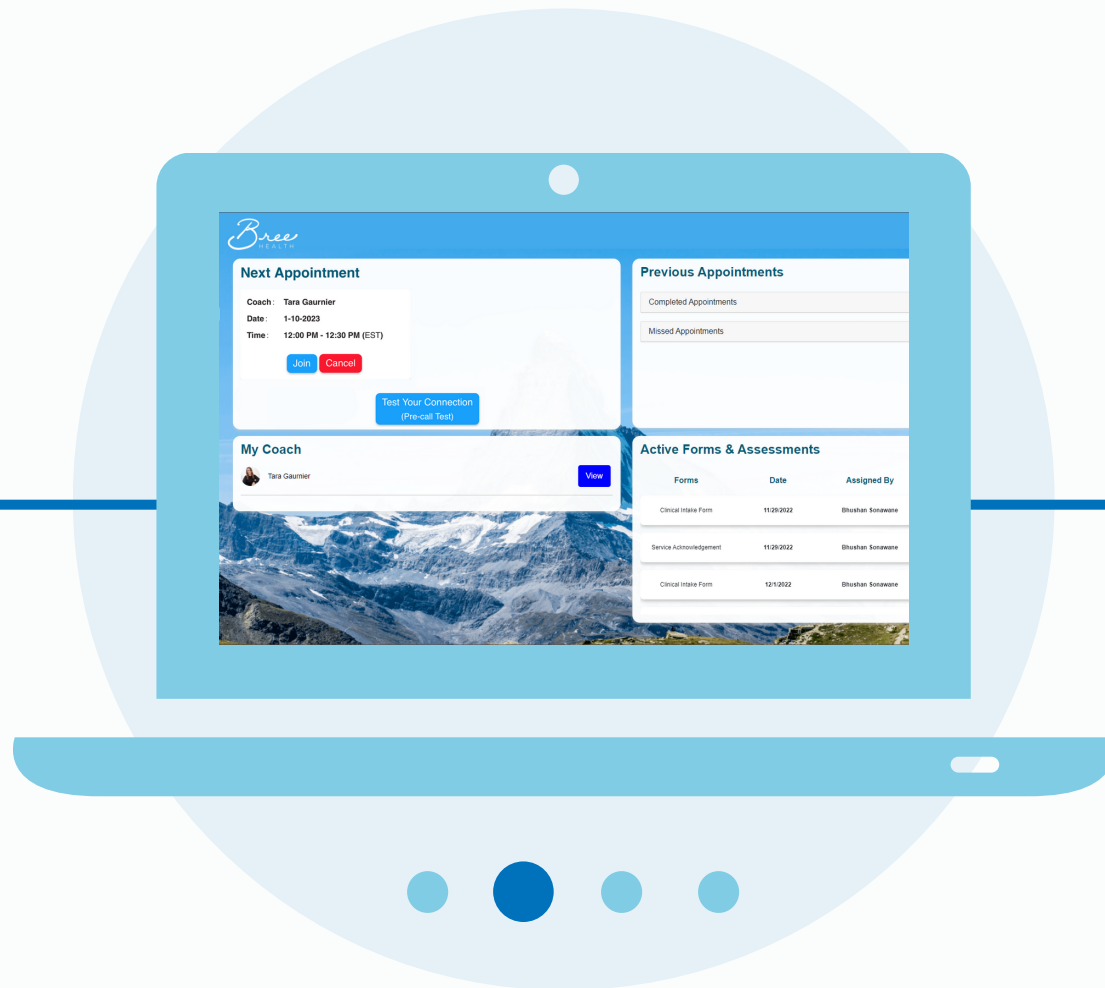 Bree
HEALTH
Next Appointment
Coach : Tara Gaurnier
Date : 1-10-2023
Time : 12:00 PM - 12:30 PM (EST)
Join Cancel
Test Your Connection
(Pre-call Test)
Previous Appointments
Completed Appointments
Missed Appointments
My Coach
Tara Gaurnier View
Active Forms & Assessments
Forms Date Assigned By
Clinical Intake Form 11/29/2022 Bhushan Sonawane
Service Acknowledgement 11/29/2022 Bhushan Sonawane
Clinical Intake Form 12/1/2022 Bhushan Sonawane